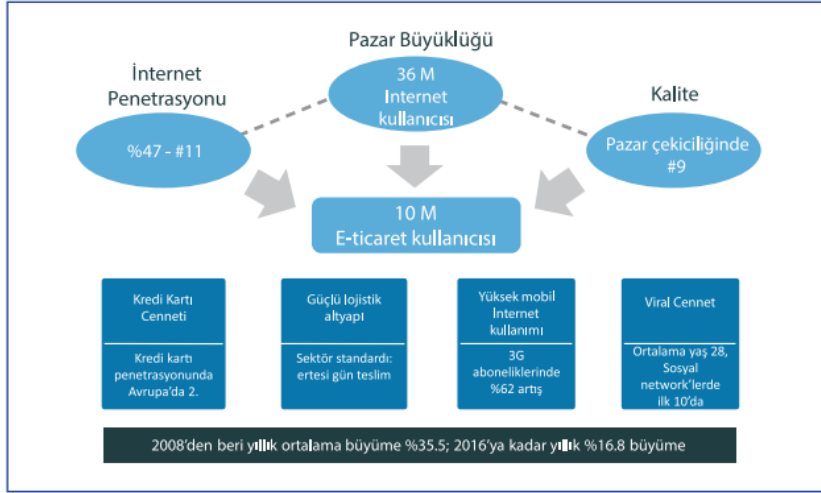 Pazar Büyüklüğü
36 M
Internet
kullanıcısı
İnternet
Penetrasyonu
%47 - #11
Kalite
Pazar çekiciliğinde
#9
10 M
E-ticaret kullanıcısı
Kredi Kartı
Cenneti
Kredi kartı
penetrasyonunda
Avrupa'da 2.
Güçlü lojistik
altyapı
Sektör standardı:
ertesi gün teslim
Yüksek mobil
Internet
kullanımı
3G
aboneliklerinde
%62 artış
Viral Cennet
Ortalama yaş 28,
Sosyal
network'lerde
ilk 10'da
2008'den beri yıllık ortalama büyüme %35.5; 2016'ya kadar yıllık %16.8 büyüme